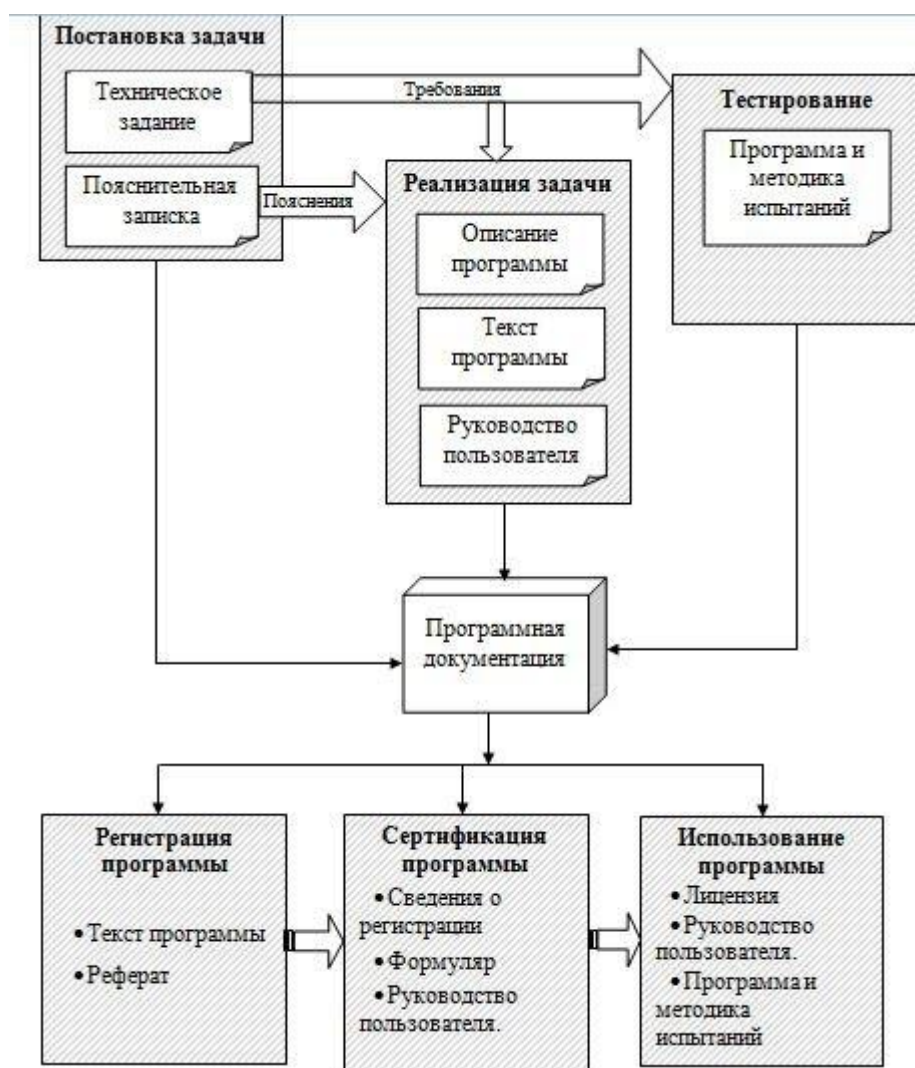 Постановка задачи
Техническое
задание
Пояснительная
записка
Требования
Пояснения
Тестирование
Программа и
методика
испытаний
Реализация задачи
Описание
программы
Текст
программы
Руководство
пользователя
Программная
документация
Регистрация
программы
• Текст программы
• Реферат
Сертификация
программы
• Сведения о
регистрации
• Формуляр
• Руководство
пользователя.
Использование
программы
• Лицензия
• Руководство
пользователя.
• Программа и
методика
испытаний